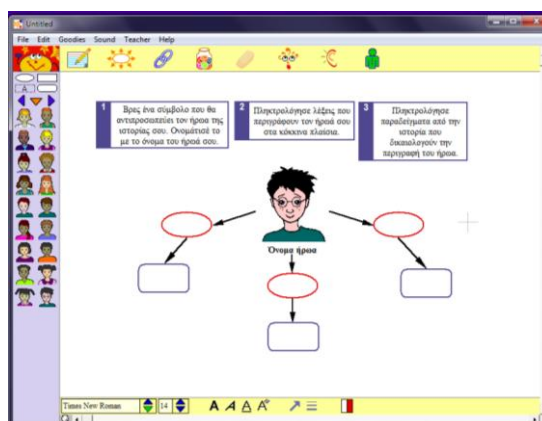 Untitled
File Edit Goodies Sound Teacher Help
A
1 Βρες ένα σύμβολο που θα
αντιπροσωπεύει τον ήρωα της
ιστορίας σου. Ονομάτισέ το
με το όνομα του ήρωά σου.
2 Πληκτρολόγησε λέξεις που
περιγράφουν τον ήρωά σου
στα κόκκινα πλαίσια.
3 Πληκτρολόγησε
παραδείγματα από την
ιστορία που
δικαιολογούν την
περιγραφή του ήρωα.
Όνομα ήρωα
Times New Roman 14 A A A A